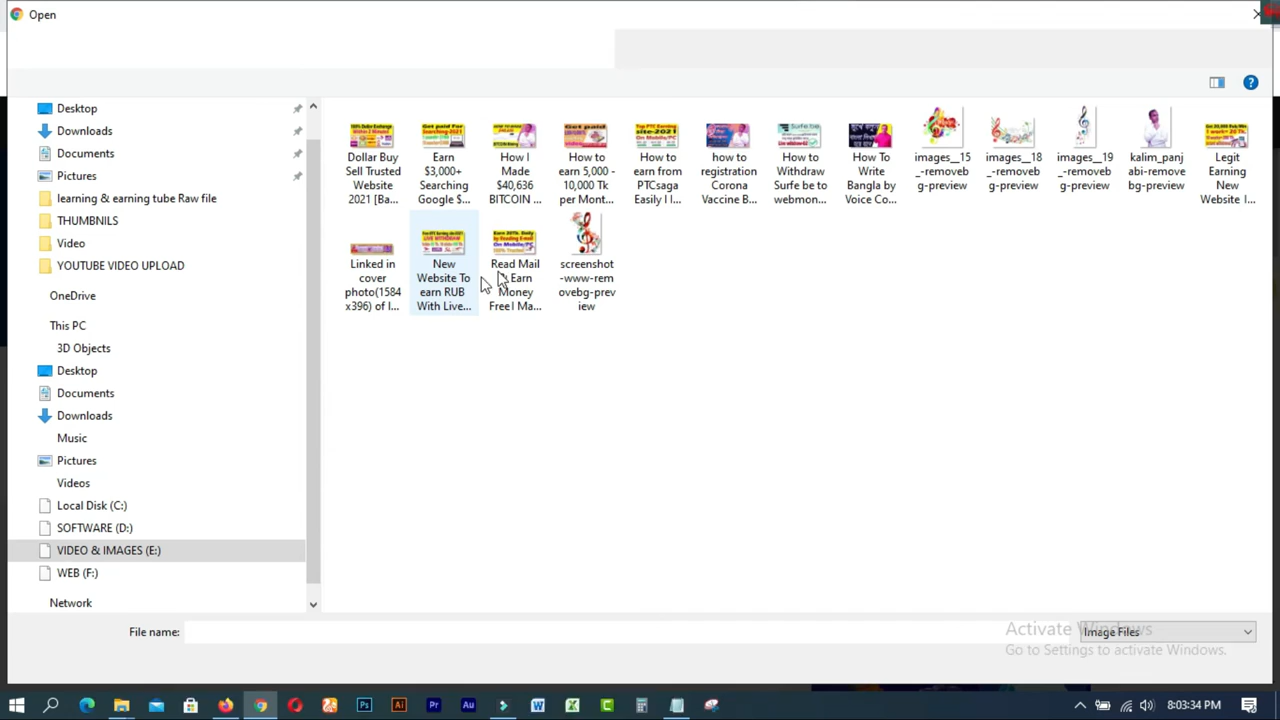 Open
Desktop
Downloads
Documents
Pictures
learning & earning tube Raw file
THUMBNILS
Video
YOUTUBE VIDEO UPLOAD
OneDrive
This PC
3D Objects
Desktop
Documents
Downloads
Music
Pictures
Videos
Local Disk (C:)
SOFTWARE (D:)
VIDEO & IMAGES (E:)
WEB (F:)
Network
Dollar Buy
Sell Trusted
Website
2021 [Ba...
Earn
$3,000+
Searching
Google $...
How I
Made
$40,636
BITCOIN ...
How to
earn 5,000 -
10,000 Tk
per Mont...
How to
earn from
PTCsaga
Easily I I...
how to
registration
Corona
Vaccine B...
How to
Withdraw
Surfe be to
webmon...
How To
Write
Bangla by
Voice Co...
images__15
_-removeb
g-preview
images__18
_-removeb
g-preview
images__19
_-removeb
g-preview
kalim_panj
abi-remove
bg-preview
Legit
Earning
New
Website I...
Linked in
cover
photo(1584
x396) of l...
New
Website To
earn RUB
With Live...
Read Mail
Earn
Money
Free l Ma...
screenshot
-www-rem
ovebg-prev
iew
File name:
Image Files
Activate Windows
Go to Settings to activate Windows.
8:03:34 PM